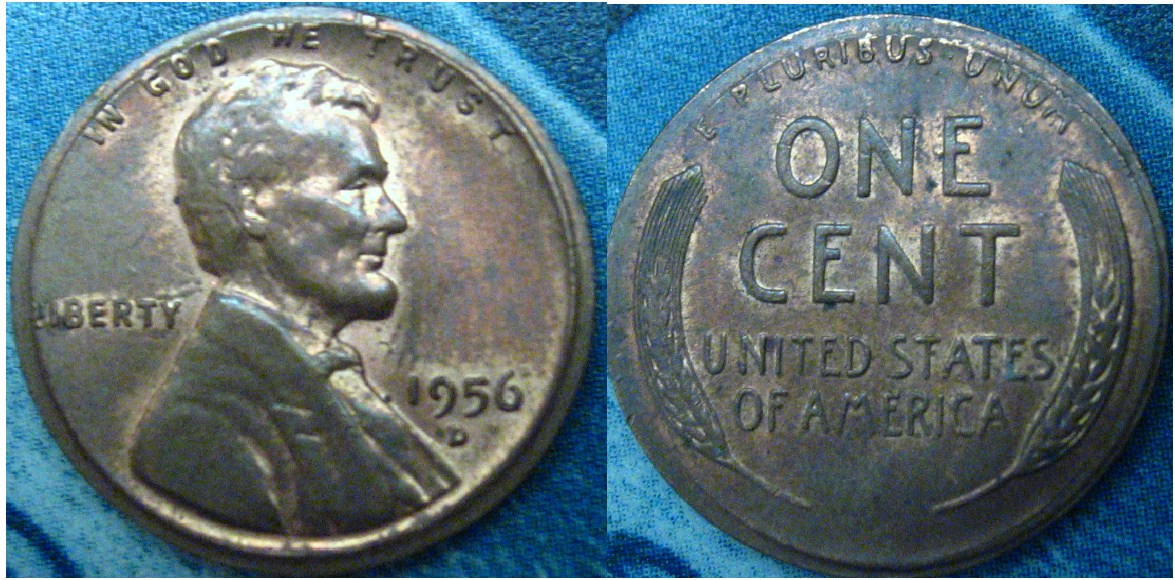 IN GOD WE TRUST
LIBERTY
1956
D
E PLURIBUS UNUM
ONE
CENT
UNITED STATES
OF AMERICA